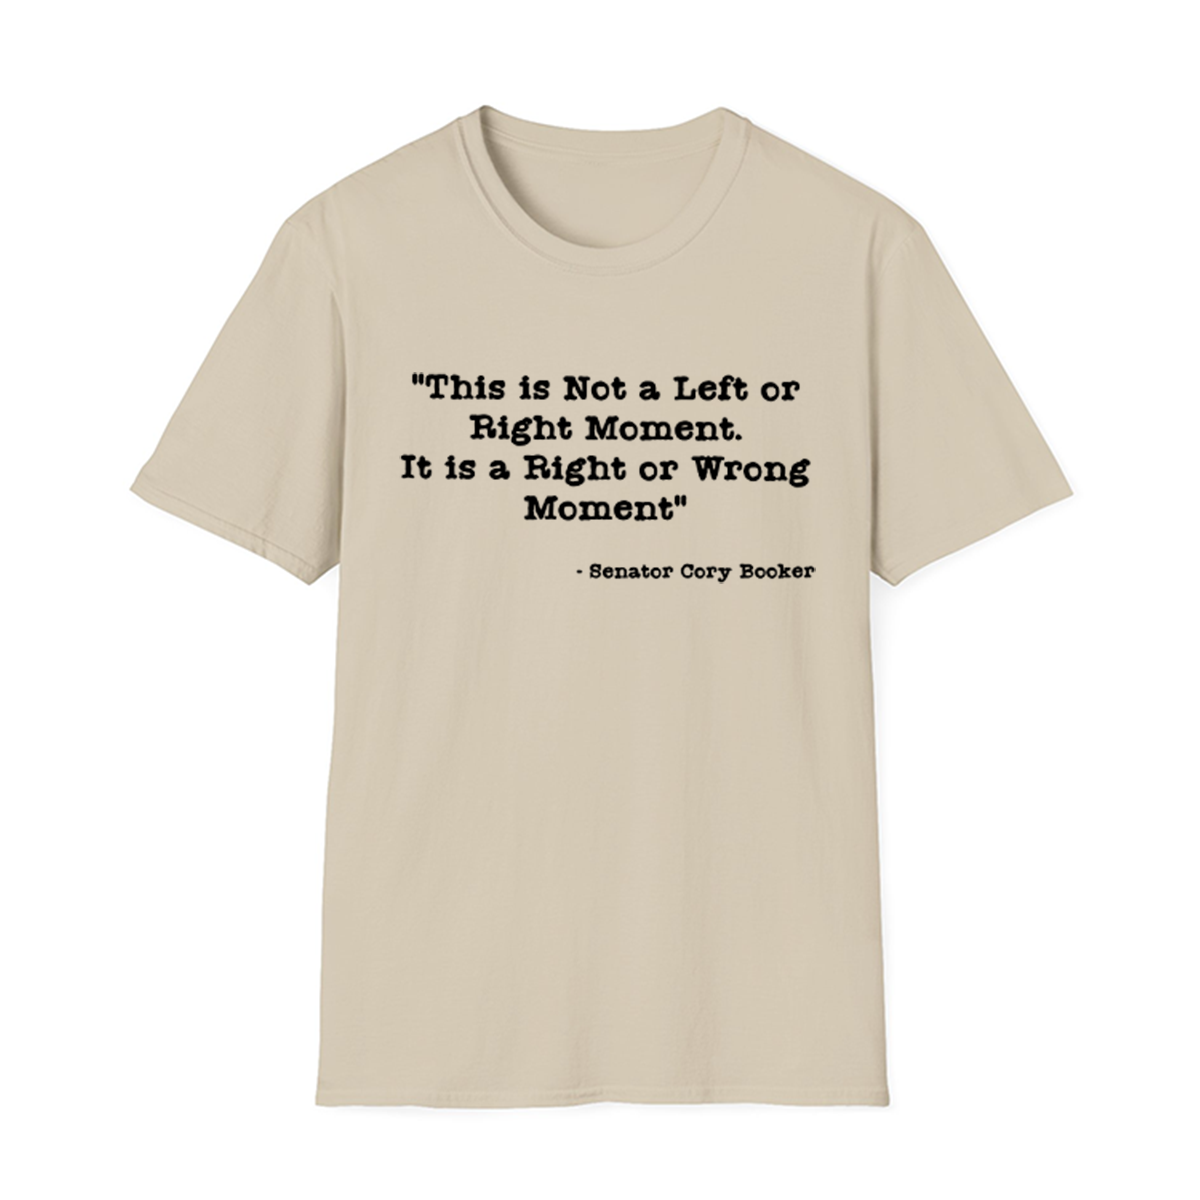 "This is Not a Left or
Right Moment.
It is a Right or Wrong
Moment"
- Senator Cory Booker